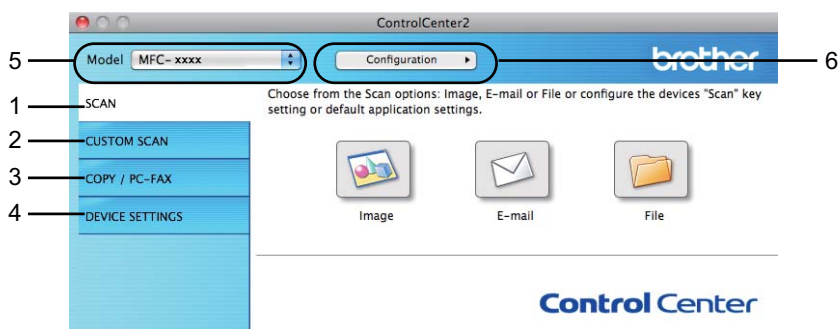 ControlCenter2
5 Model MFC- xxxx Configuration brother 6
Choose from the Scan options: Image, E-mail or File or configure the devices "Scan" key
setting or default application settings.
1 SCAN
2 CUSTOM SCAN
3 COPY / PC-FAX
4 DEVICE SETTINGS
Image E-mail File
Control Center